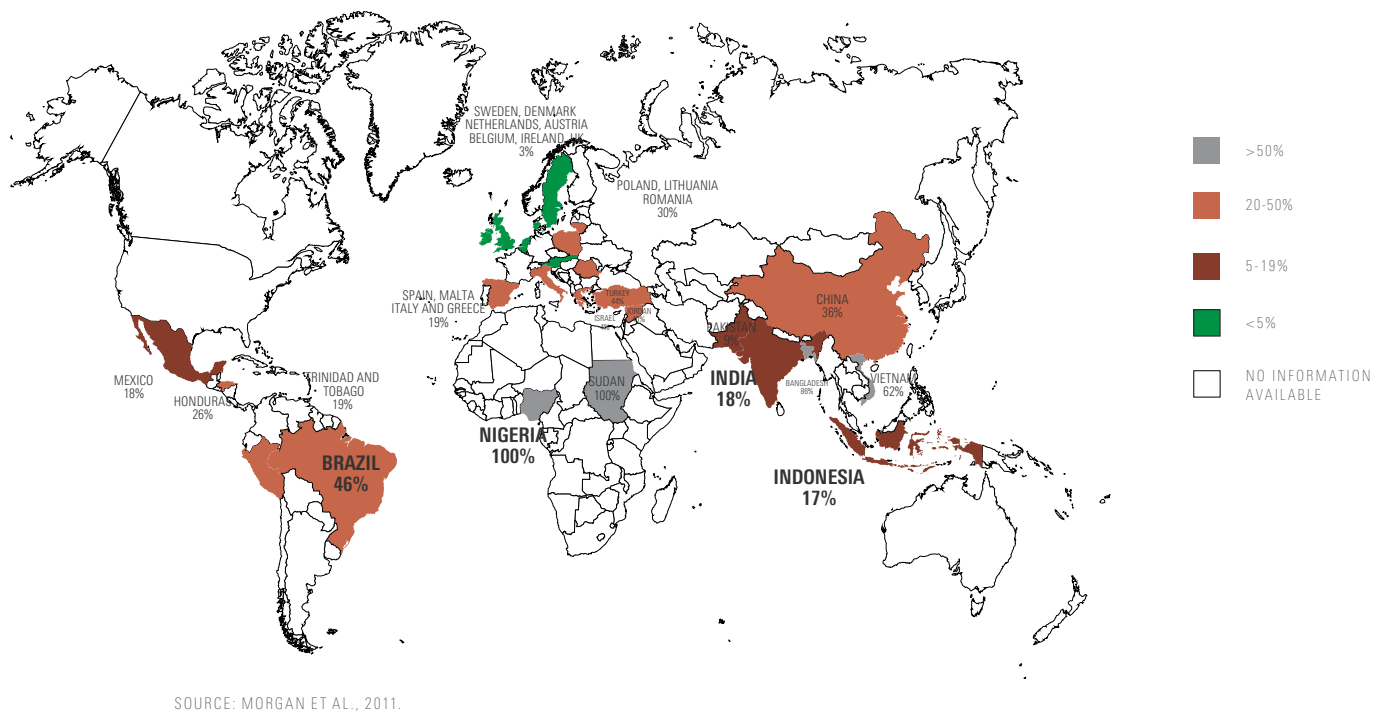 SWEDEN, DENMARK
NETHERLANDS, AUSTRIA
BELGIUM, IRELAND, UK
3%
POLAND, LITHUANIA
ROMANIA
30%
SPAIN, MALTA
ITALY AND GREECE
19%
TURKEY
44%
ISRAEL
JORDAN
CHINA
36%
PAKISTAN
INDIA
18%
BANGLADESH
86%
VIETNAM
62%
MEXICO
18%
HONDURAS
26%
TRINIDAD AND
TOBAGO
19%
SUDAN
100%
NIGERIA
100%
BRAZIL
46%
INDONESIA
17%
>50%
20-50%
5-19%
<5%
NO INFORMATION
AVAILABLE
SOURCE: MORGAN ET AL., 2011.